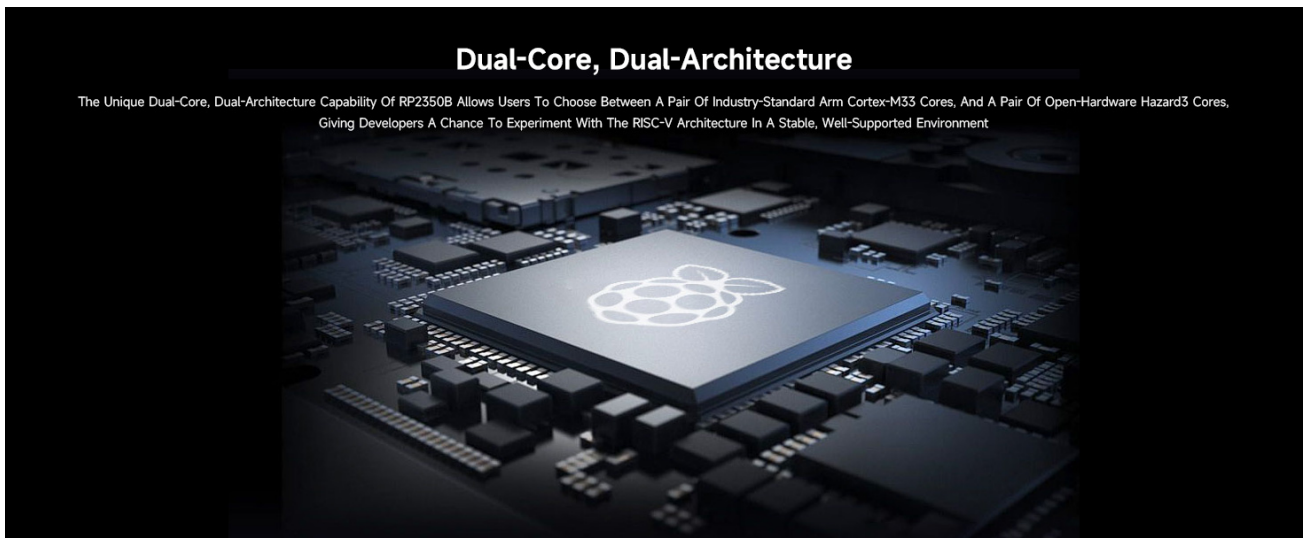 Dual-Core, Dual-Architecture
The Unique Dual-Core, Dual-Architecture Capability Of RP2350B Allows Users To Choose Between A Pair Of Industry-Standard Arm Cortex-M33 Cores, And A Pair Of Open-Hardware Hazard3 Cores,
Giving Developers A Chance To Experiment With The RISC-V Architecture In A Stable, Well-Supported Environment